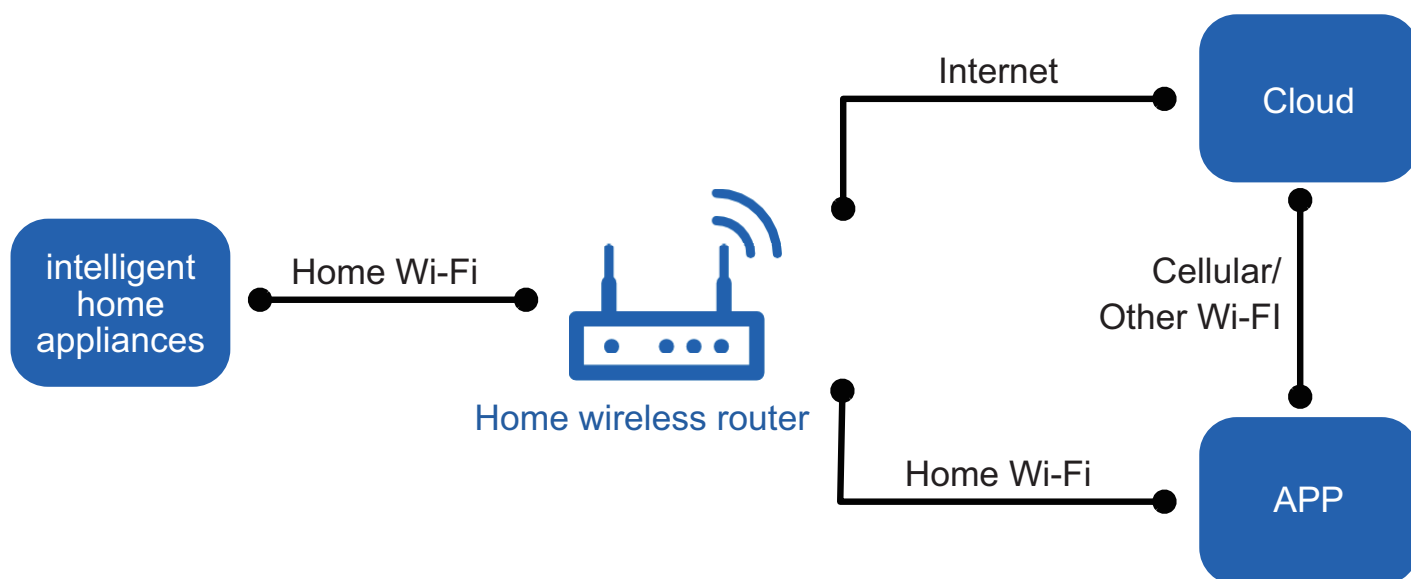 Internet
Cloud
intelligent
home
appliances
Home Wi-Fi
Cellular/
Other Wi-FI
Home wireless router
Home Wi-Fi
APP